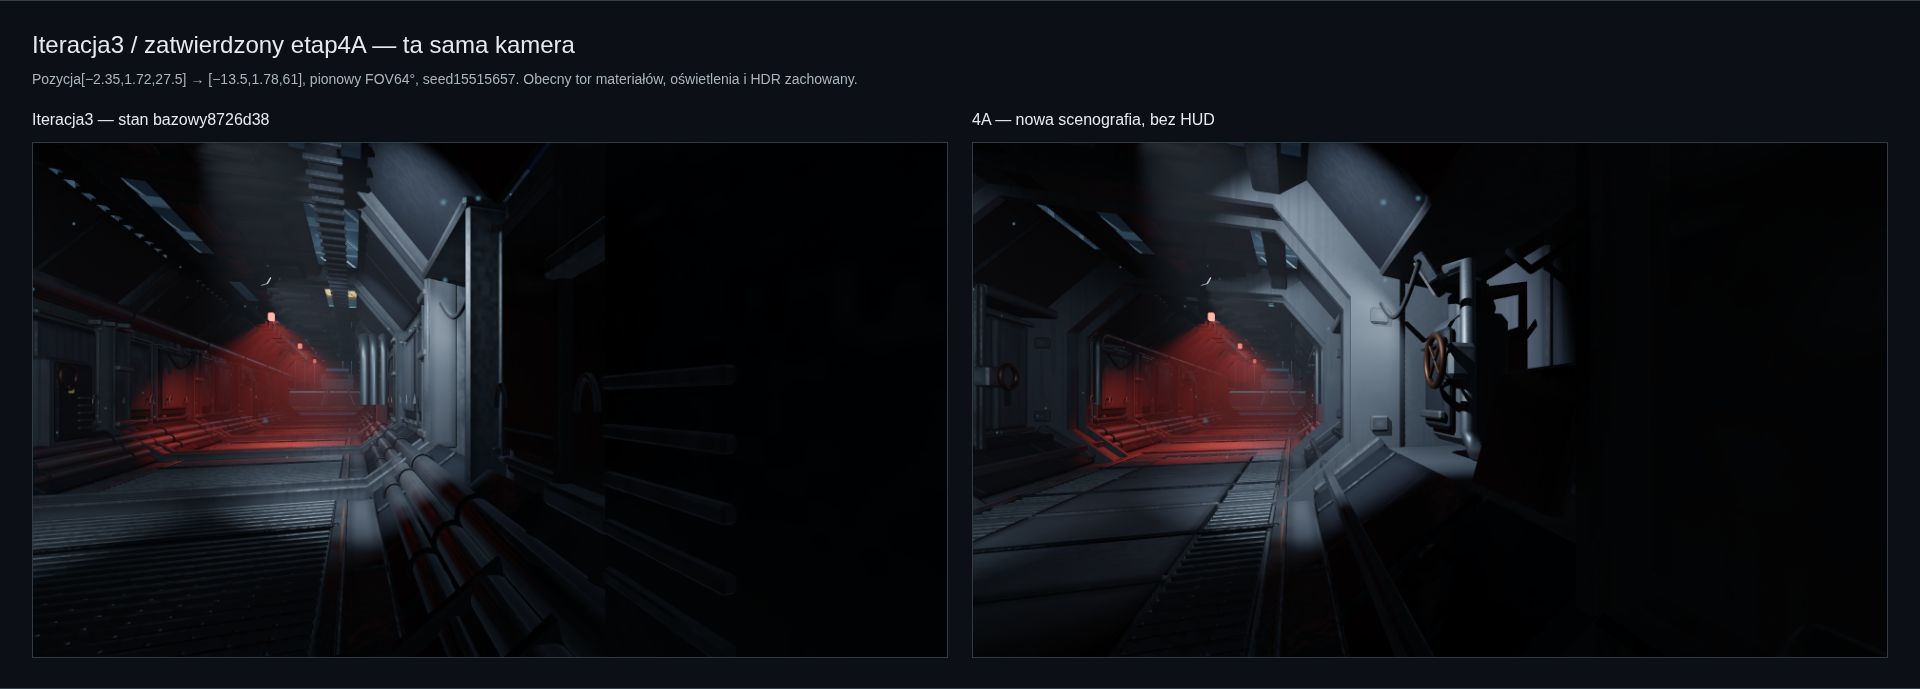 Iteracja3 / zatwierdzony etap4A — ta sama kamera
Pozycja[−2.35,1.72,27.5] → [−13.5,1.78,61], pionowy FOV64°, seed15515657. Obecny tor materiałów, oświetlenia i HDR zachowany.
Iteracja3 — stan bazowy8726d38
4A — nowa scenografia, bez HUD